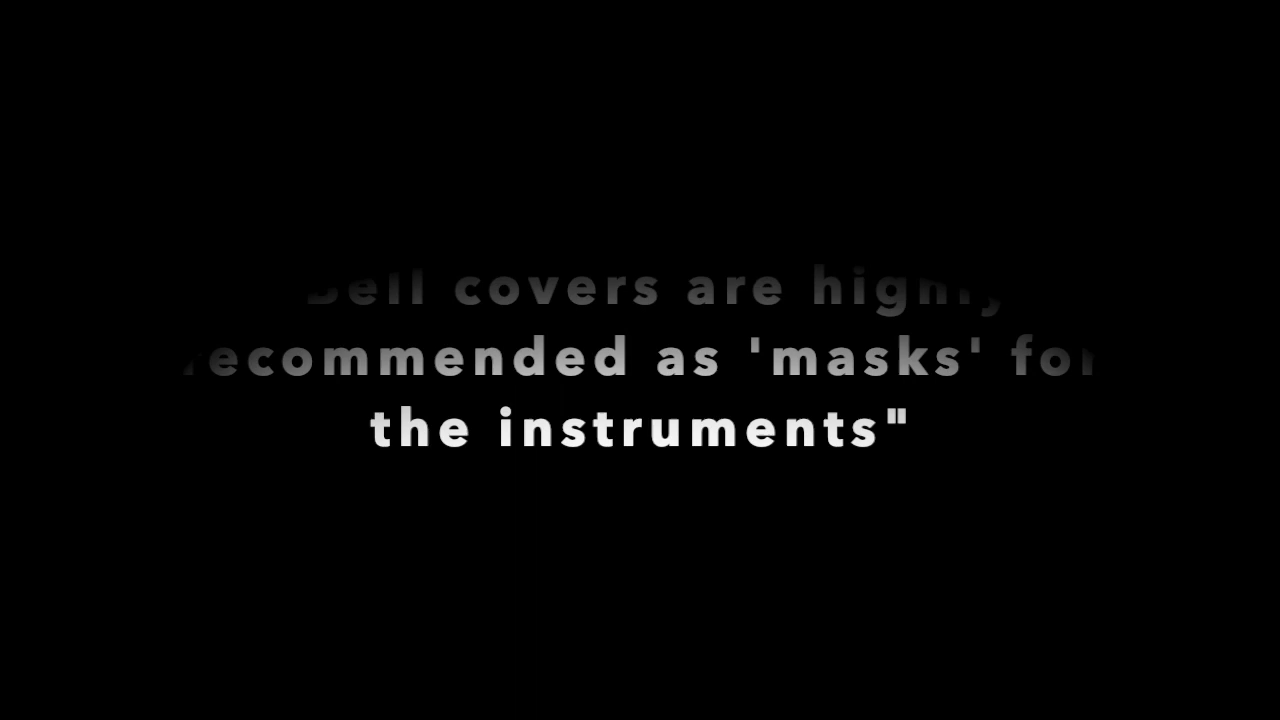 Bell covers are highly
recommended as 'masks' for
the instruments"